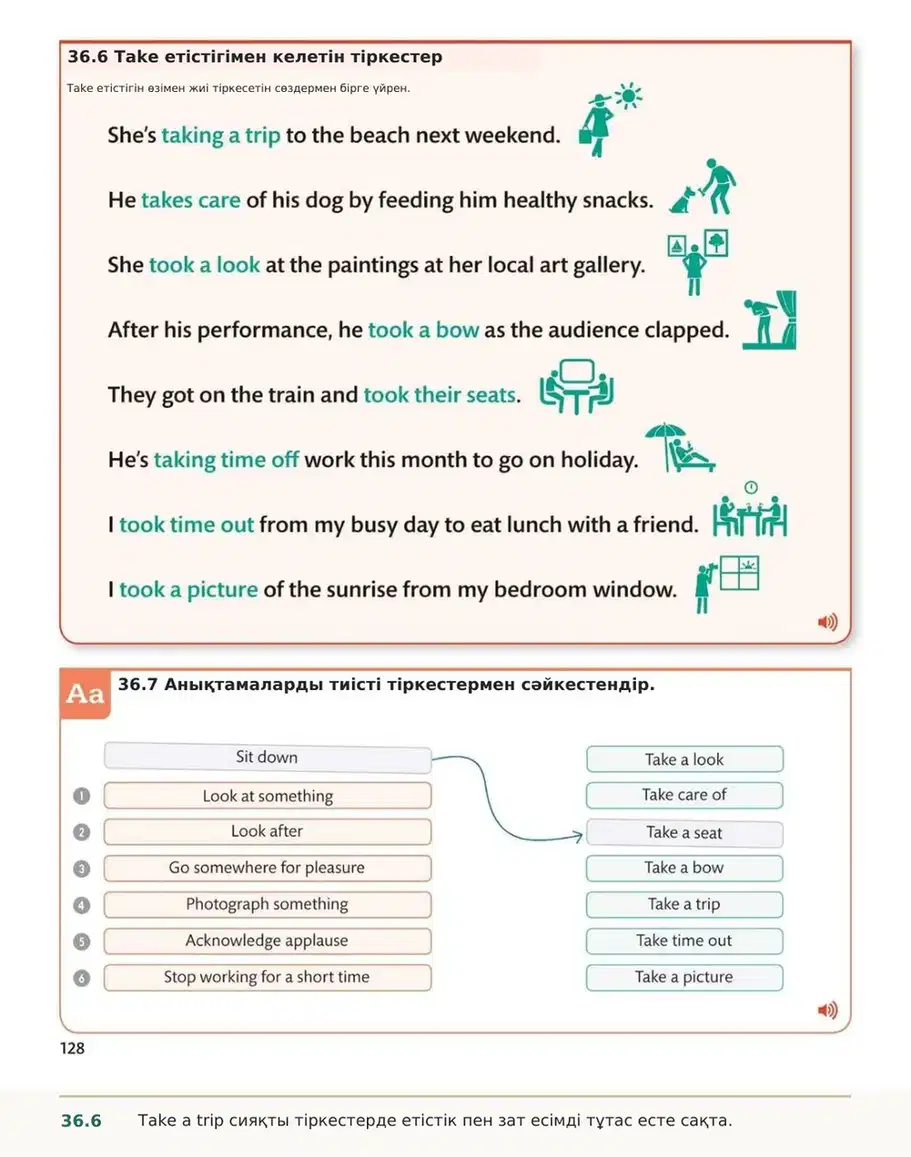 36.6 Take етістігімен келетін тіркестер
Take етістігін өзімен жиі тіркесетін сөздермен бірге үйрен.
She's taking a trip to the beach next weekend.
He takes care of his dog by feeding him healthy snacks.
She took a look at the paintings at her local art gallery.
After his performance, he took a bow as the audience clapped.
They got on the train and took their seats.
He's taking time off work this month to go on holiday.
I took time out from my busy day to eat lunch with a friend.
I took a picture of the sunrise from my bedroom window.
Aa 36.7 Анықтамаларды тиісті тіркестермен сәйкестендір.
Sit down
1 Look at something
2 Look after
3 Go somewhere for pleasure
4 Photograph something
5 Acknowledge applause
6 Stop working for a short time
Take a look
Take care of
Take a seat
Take a bow
Take a trip
Take time out
Take a picture
128
36.6 Take a trip сияқты тіркестерде етістік пен зат есімді тұтас есте сақта.